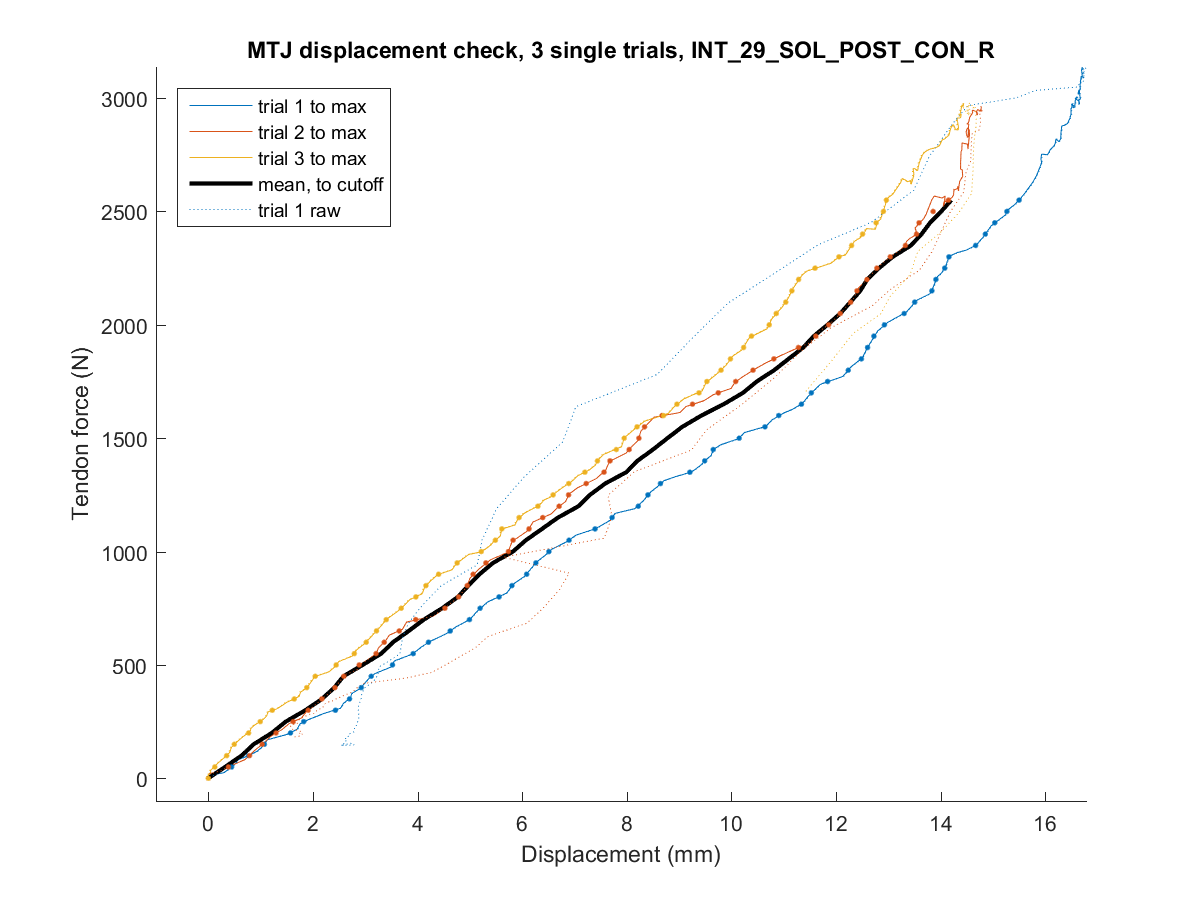 MTJ displacement check, 3 single trials, INT_29_SOL_POST_CON_R
trial 1 to max
trial 2 to max
trial 3 to max
mean, to cutoff
trial 1 raw
3000
2500
2000
1500
1000
500
0
Tendon force (N)
0 2 4 6 8 10 12 14 16
Displacement (mm)